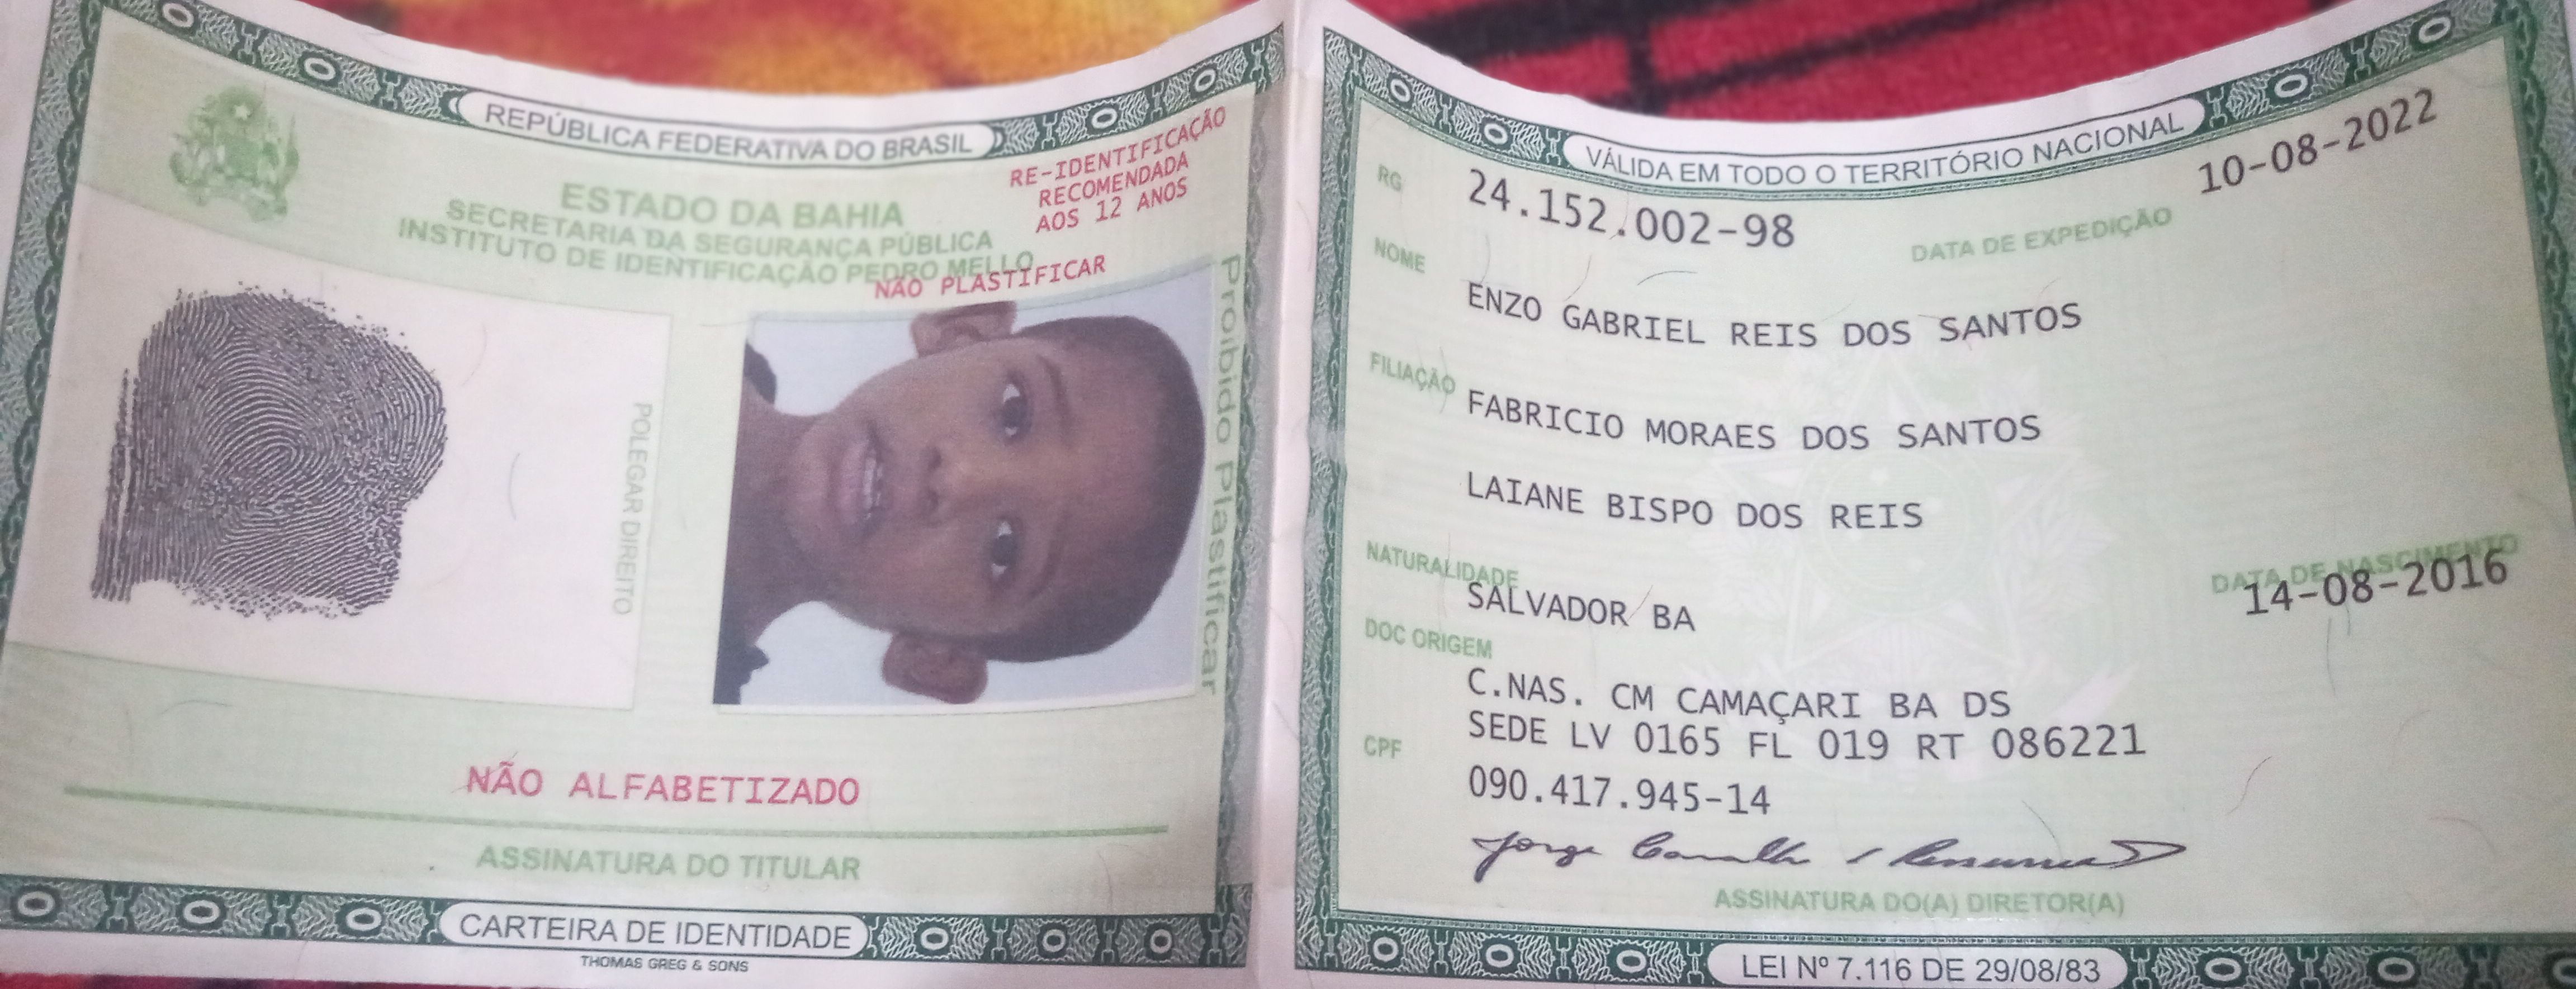 REPÚBLICA FEDERATIVA DO BRASIL
ESTADO DA BAHIA
SECRETARIA DA SEGURANÇA PÚBLICA
INSTITUTO DE IDENTIFICAÇÃO PEDRO MELLO
RE-IDENTIFICAÇÃO
RECOMENDADA
AOS 12 ANOS
NÃO PLASTIFICAR
POLEGAR DIREITO
Proibido Plastificar
NÃO ALFABETIZADO
ASSINATURA DO TITULAR
CARTEIRA DE IDENTIDADE
THOMAS GREG & SONS
VÁLIDA EM TODO O TERRITÓRIO NACIONAL
RG 24.152.002-98
DATA DE EXPEDIÇÃO 10-08-2022
NOME
ENZO GABRIEL REIS DOS SANTOS
FILIAÇÃO
FABRICIO MORAES DOS SANTOS
LAIANE BISPO DOS REIS
NATURALIDADE
SALVADOR BA
DATA DE NASCIMENTO
14-08-2016
DOC ORIGEM
C.NAS. CM CAMAÇARI BA DS
SEDE LV 0165 FL 019 RT 086221
CPF
090.417.945-14
ASSINATURA DO(A) DIRETOR(A)
LEI Nº 7.116 DE 29/08/83